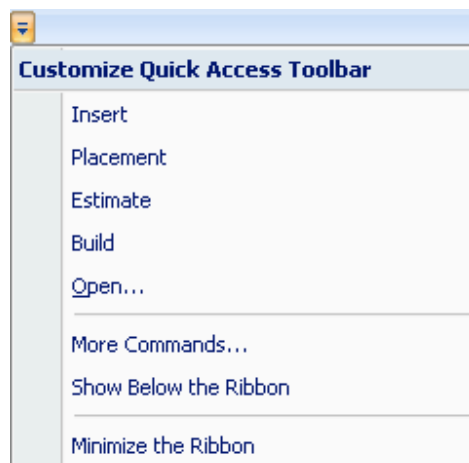 Customize Quick Access Toolbar
Insert
Placement
Estimate
Build
Open...
More Commands...
Show Below the Ribbon
Minimize the Ribbon